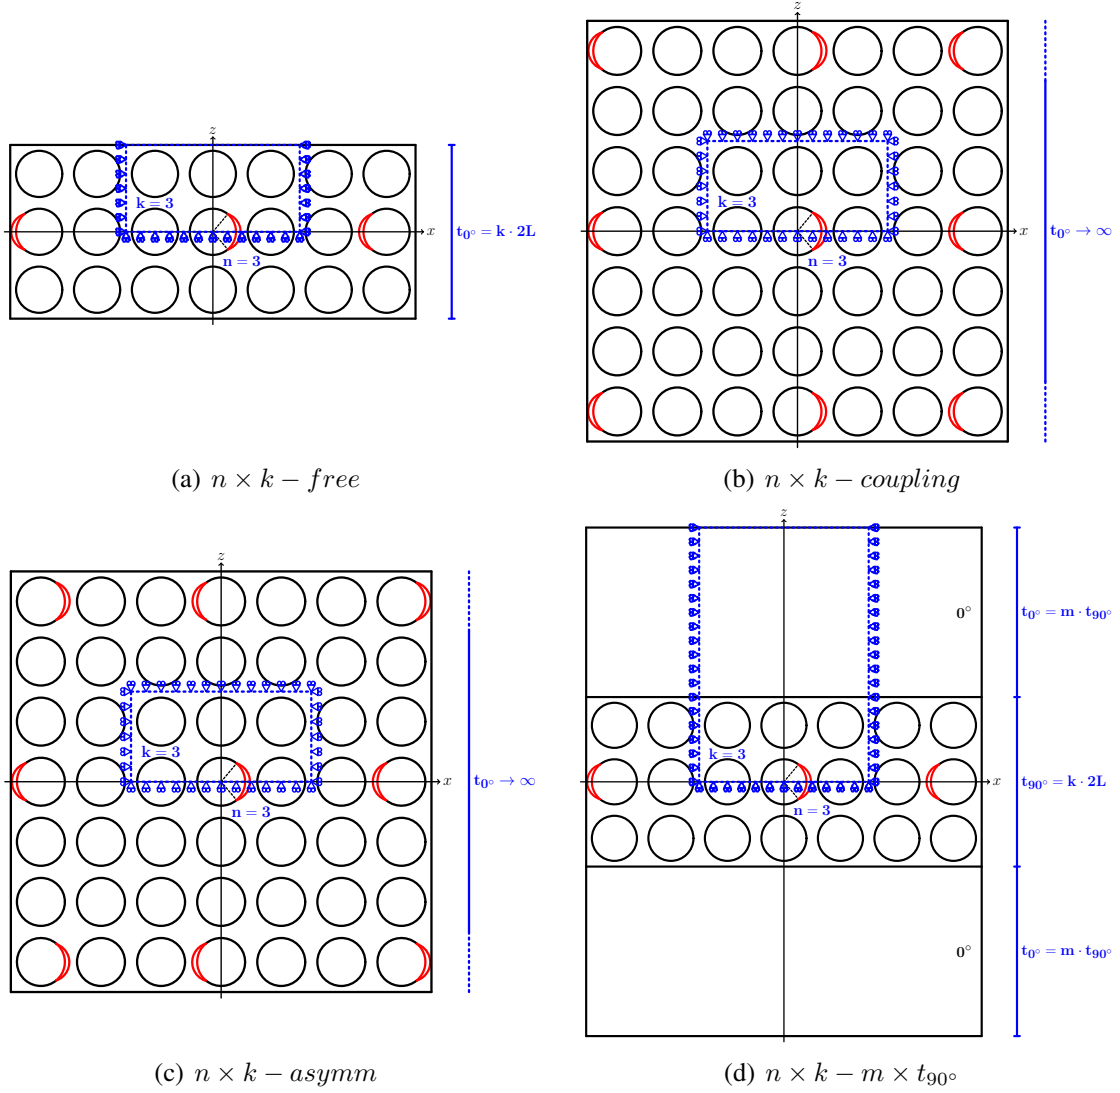 z
k = 3
x
n = 3
t₀° = k · 2L
(a) n × k − free
z
k = 3
x
n = 3
t₀° → ∞
(b) n × k − coupling
z
k = 3
x
n = 3
t₀° → ∞
(c) n × k − asymm
z
0°
t₀° = m · t₉₀°
k = 3
x
n = 3
t₉₀° = k · 2L
0°
t₀° = m · t₉₀°
(d) n × k − m × t₉₀°